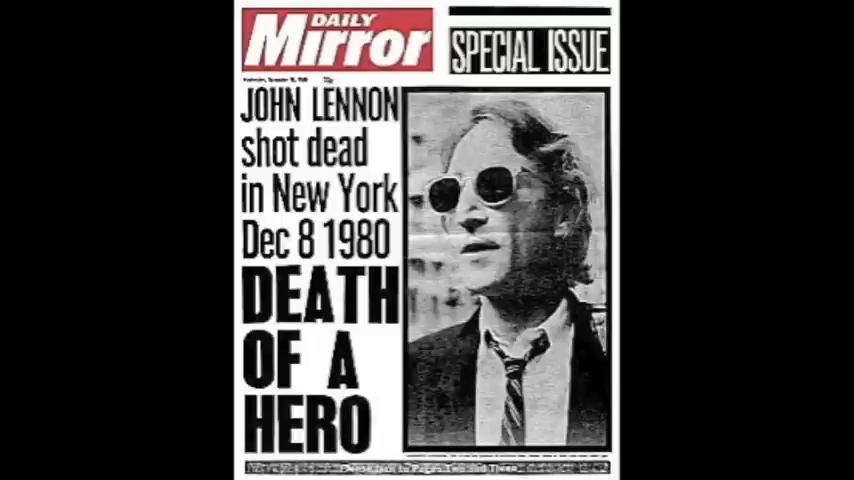 DAILY
Mirror
SPECIAL ISSUE
JOHN LENNON
shot dead
in New York
Dec 8 1980
DEATH
OF A
HERO